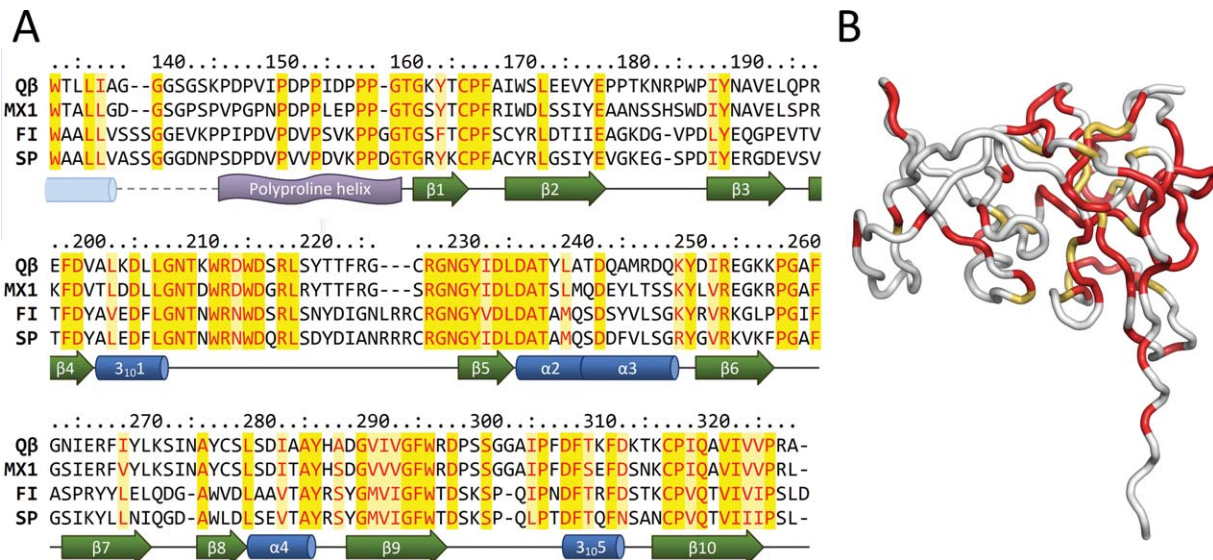 A
B
..:... 140...:...150...:...160...:...170...:...180...:...190....
Qβ WTLLIAG--GGSGSKPDPVIPDPPIDPPP-GTGKYTCPFAIWSLEEVYEPPTKNRPWPIYNAVELQPR
MX1 WTALLGD--GSGPSPVPGPNPDPPLEPPP-GTGKYTCPFRIWDLSSIYEAANSSHSWDIYNAVELSPR
FI WAALLVSSSGGEVKPPIPDVPDVPSVKPPGGTGSFTCPFSCYRLDTIIEAGKDG-VPDLYEQGPEVTV
SP WAALLVASSGGGDNPSDPDVPVVPDVKPPDGTGRYKCPFACYRLGSIYEVGKEG-SPDIYERGDEVSV
Polyproline helix β1 β2 β3
..200...:...210...:...220...:...230...:...240...:...250...:...260
Qβ EFDVALKDLLGNTKWRDWDSRLSYTTFRG---CRGNGYIDLDATYLATDQAMRDQKYDIREGKKPGAF
MX1 KFDVTLDDLLGNTKWRDWDGRLRYTTFRG---SRGNGYIDLDATSLMQDEYLTSSKYLVREGKRPGAF
FI TFDYAVEDFLGNTNWRNWDSRLSNYDIGNLRRCRGNGYVDLDATAMQSDSYVLSGKYRVRKGLPPGIF
SP TFDYALEDFLGNTNWRNWDQRLSDYDIANRRRCRGNGYIDLDATAMQSDDFVLSGRYGVRKVKFPGAF
β4 3₁₀1 β5 α2 α3 β6
...:...270...:...280...:...290...:...300...:...310...:...320...:...
Qβ GNIERFIYLKSINAYCSLSDIAAYHADGVIVGFWRDPSSGGAIPFDFTKFDKTKCPIQAVIVVPRA-
MX1 GSIERFVYLKSINAYCSLSDITAYHSDGVVVGFWRDPSSGGAIPFDFSEFDSNKCPIQAVIVVPRL-
FI ASPRYYLELQDG-AWVDLAAVTAYRSYGMVIGFWTDSKSP-QIPNDFTRFDSTKCPVQTVIVIPSLD
SP GSIKYLLNIQGD-AWLDLSEVTAYRSYGMVIGFWTDSKSP-QLPTDFTQFNSANCPVQTVIIIPSL-
β7 β8 α4 β9 3₁₀5 β10